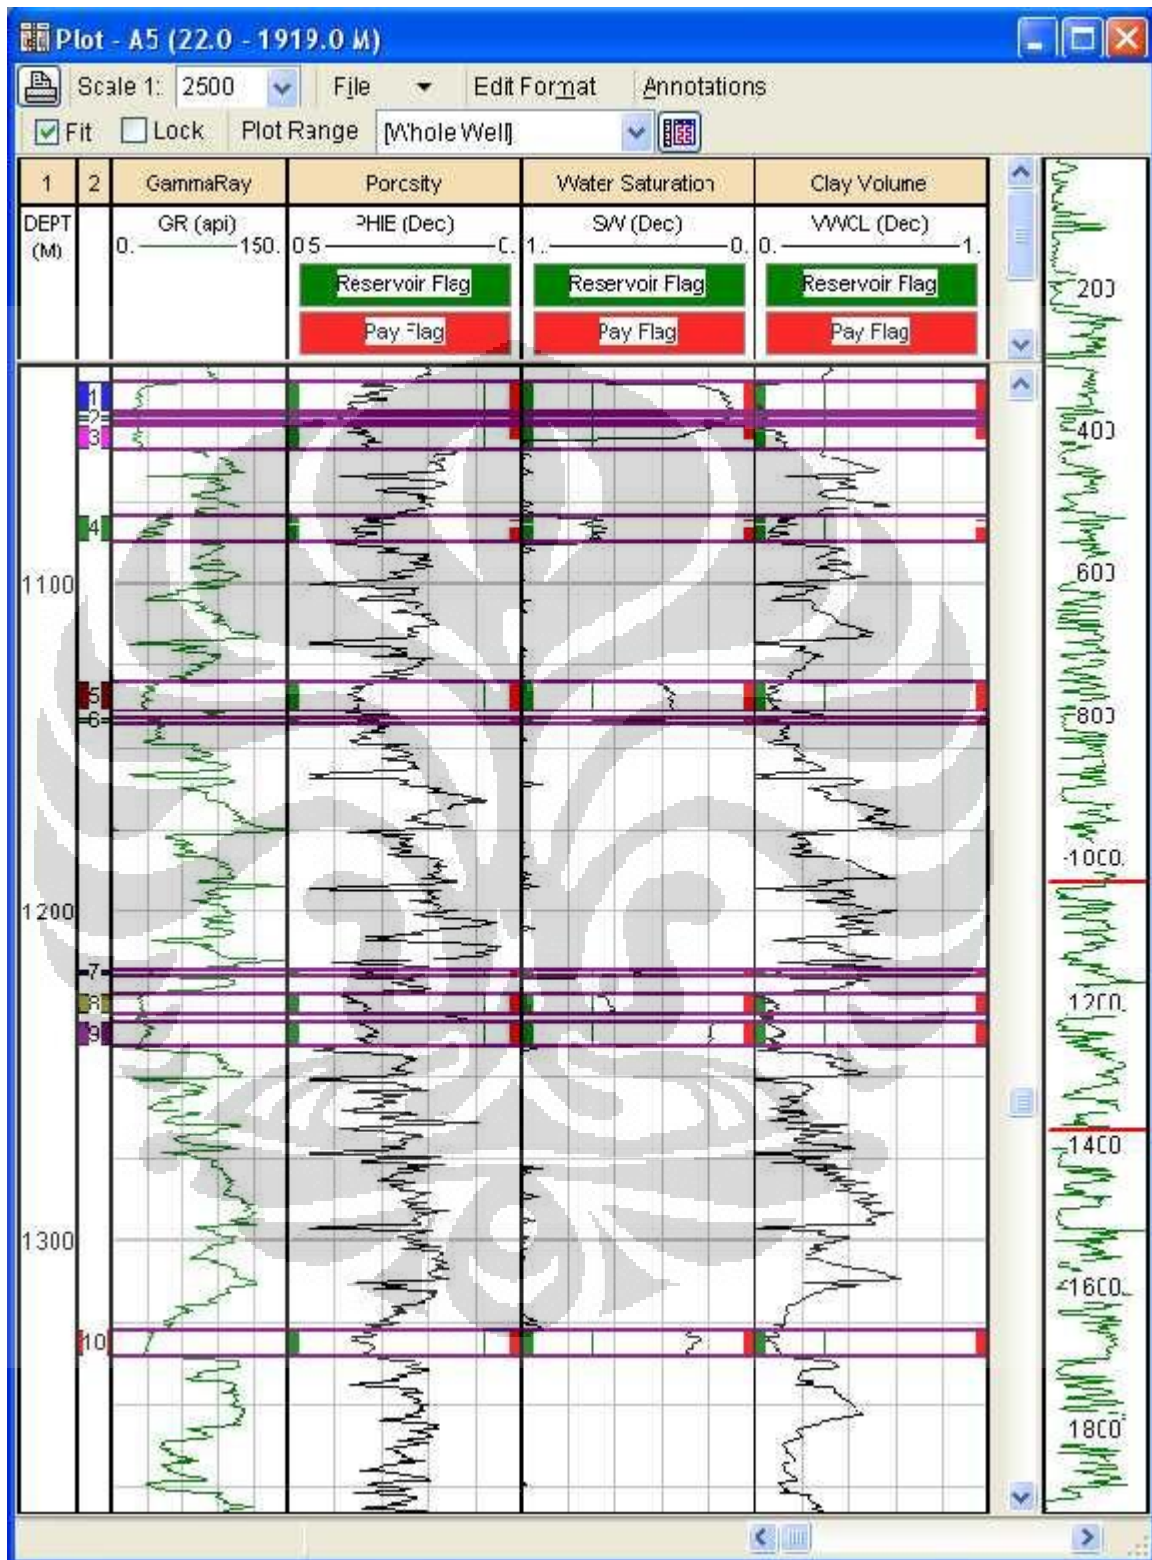 Plot - A5 (22.0 - 1919.0 M)
Scale 1: 2500 File Edit Format Annotations
Fit Lock Plot Range [Whole Well]
1 2 GammaRay Porosity Water Saturation Clay Volume
DEPT (M) GR (api) PHIE (Dec) SW (Dec) VWCL (Dec)
0. 150. 0.5 0. 1. 0. 0. 1.
Reservoir Flag Reservoir Flag Reservoir Flag
Pay Flag Pay Flag Pay Flag
1
2
3
4
1100
5
6
1200
7
8
9
1300
10
200
400
600
800
1000.
1200.
1400
1600.
1800